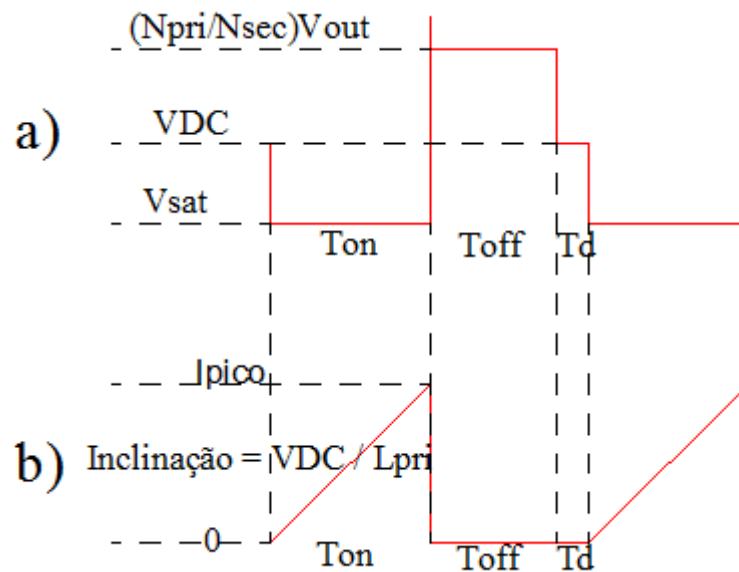 (Npri/Nsec)Vout
a)
VDC
Vsat
Ton
Toff
Td
Ipico
b)
Inclinação = VDC / Lpri
0
Ton
Toff
Td